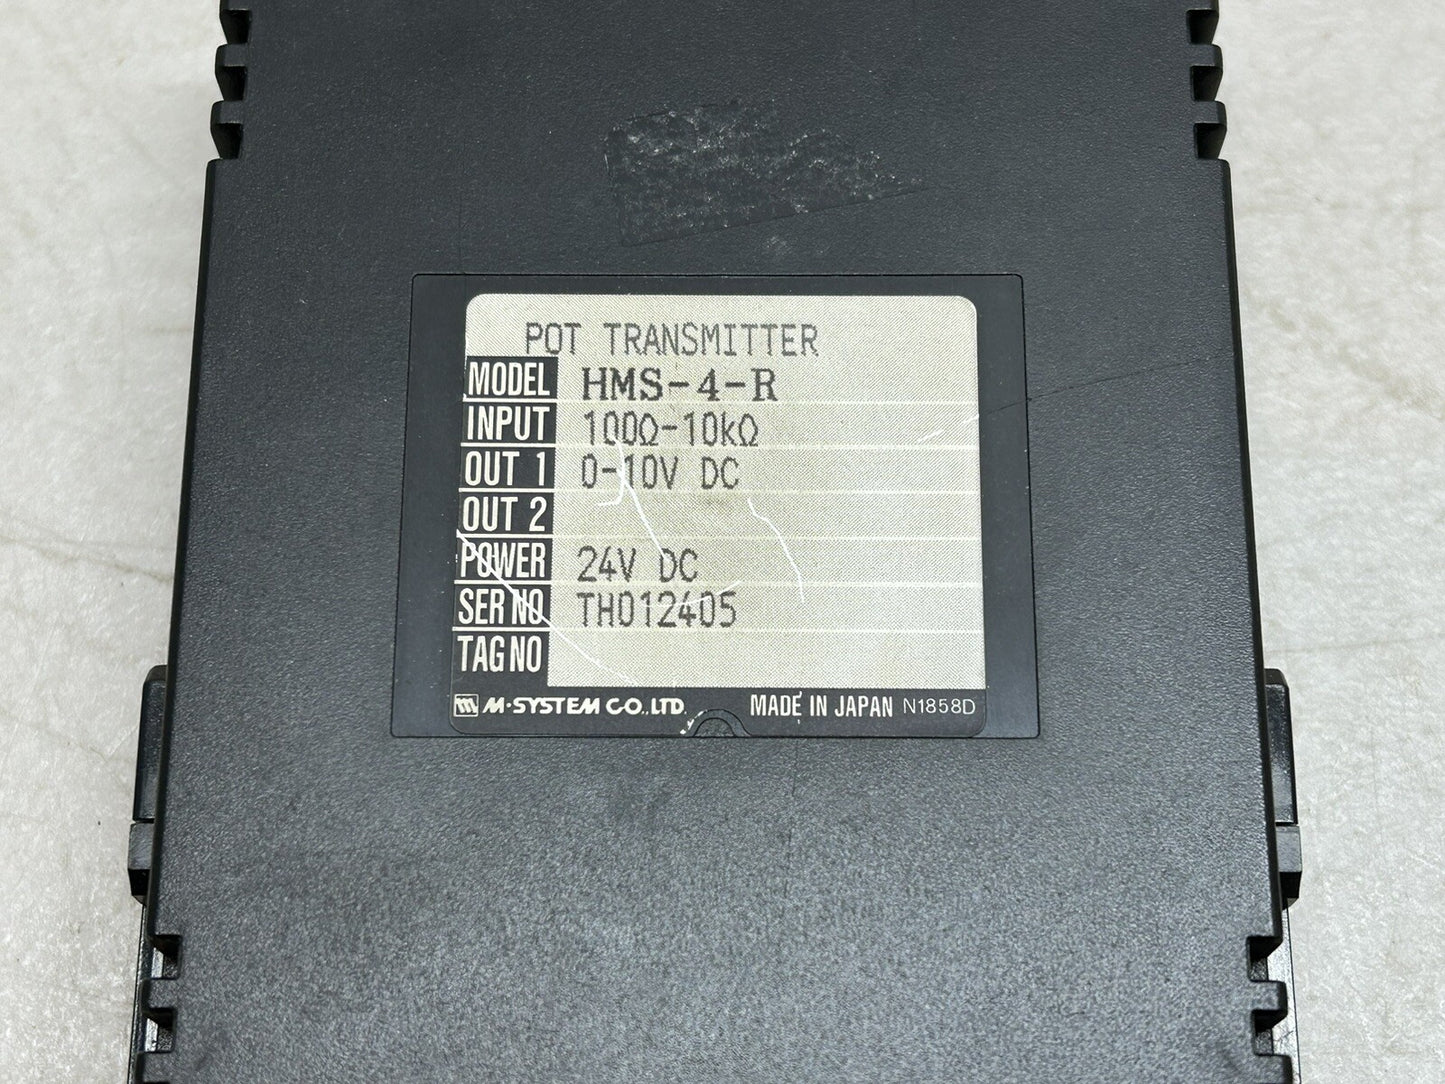 POT TRANSMITTER
MODEL HMS-4-R
INPUT 100Ω-10kΩ
OUT 1 0-10V DC
OUT 2
POWER 24V DC
SER NO TH012405
TAG NO
M·SYSTEM CO.,LTD. MADE IN JAPAN N1858D